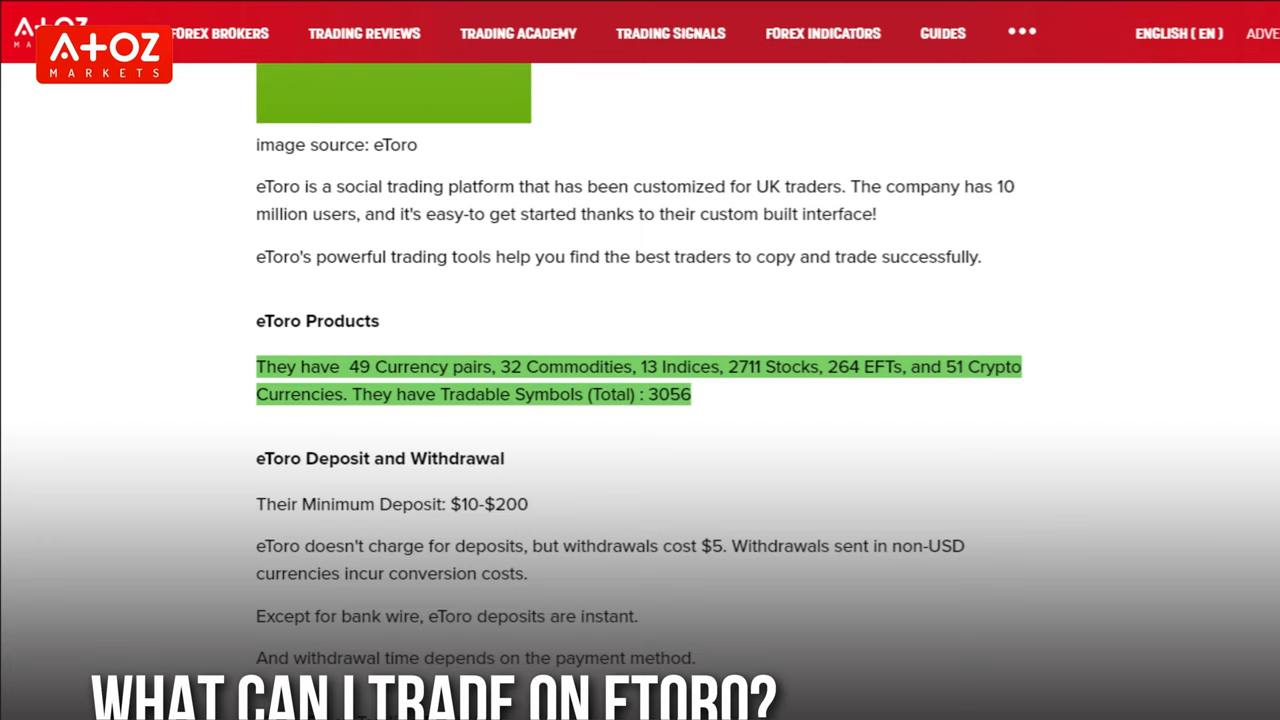 FOREX BROKERS TRADING REVIEWS TRADING ACADEMY TRADING SIGNALS FOREX INDICATORS GUIDES ••• ENGLISH ( EN ) ADVE
A+OZ
MARKETS
image source: eToro
eToro is a social trading platform that has been customized for UK traders. The company has 10
million users, and it's easy-to get started thanks to their custom built interface!
eToro's powerful trading tools help you find the best traders to copy and trade successfully.
eToro Products
They have 49 Currency pairs, 32 Commodities, 13 Indices, 2711 Stocks, 264 EFTs, and 51 Crypto
Currencies. They have Tradable Symbols (Total) : 3056
eToro Deposit and Withdrawal
Their Minimum Deposit: $10-$200
eToro doesn't charge for deposits, but withdrawals cost $5. Withdrawals sent in non-USD
currencies incur conversion costs.
Except for bank wire, eToro deposits are instant.
And withdrawal time depends on the payment method.
WHAT CAN I TRADE ON ETORO?